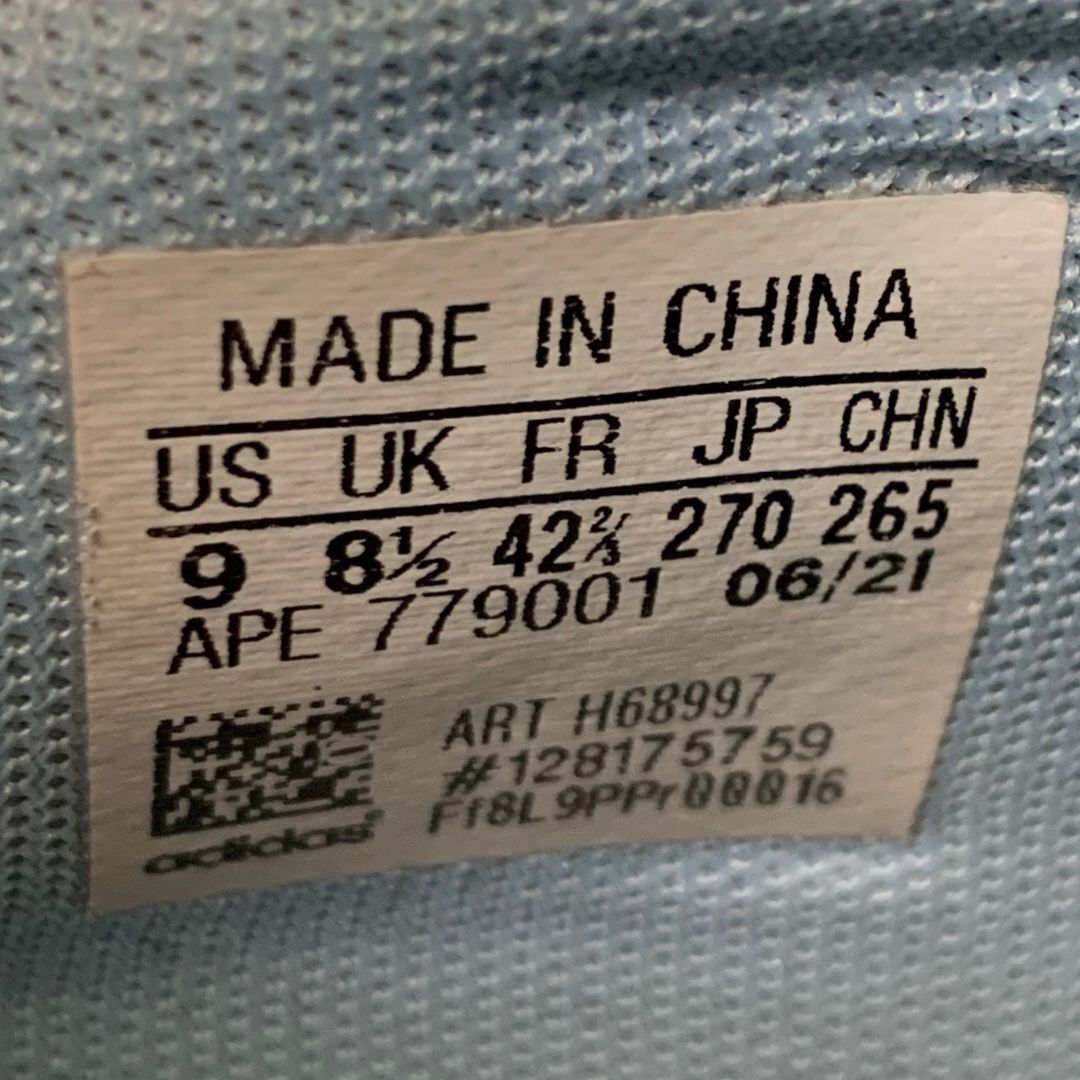 MADE IN CHINA
US UK FR JP CHN
9 8½ 42⅔ 270 265
APE 779001 06/21
ART H68997
#128175759
Ff8L9PPr00016
adidas